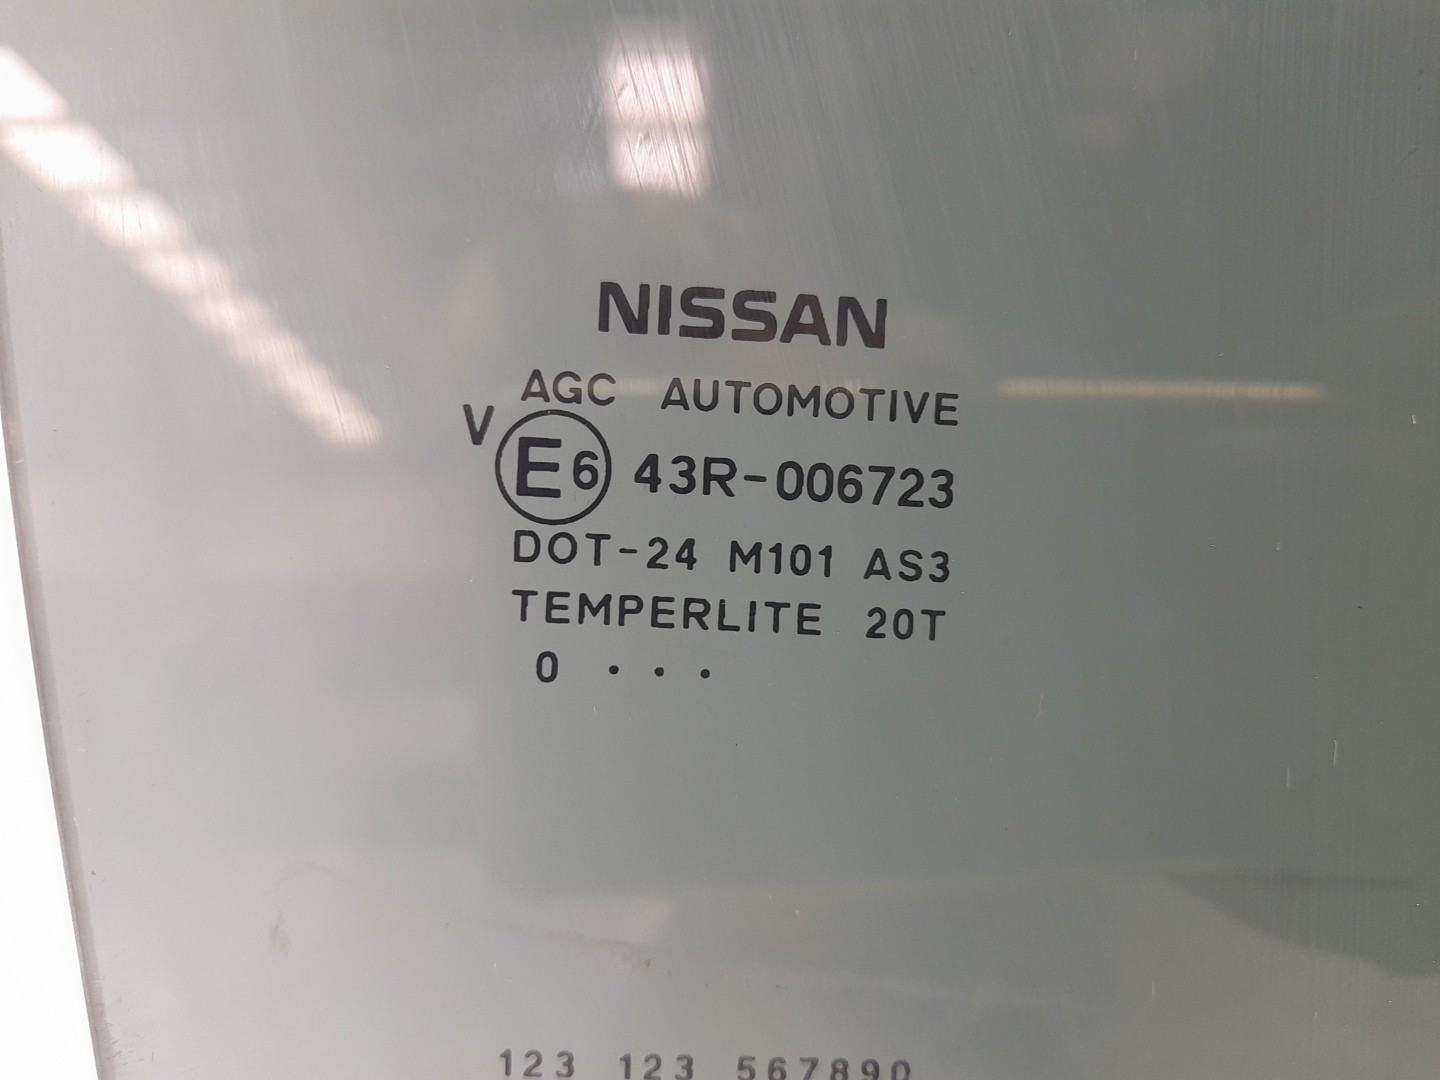 NISSAN
AGC AUTOMOTIVE
V E6 43R-006723
DOT-24 M101 AS3
TEMPERLITE 20T
0 . . .
123 123 567890